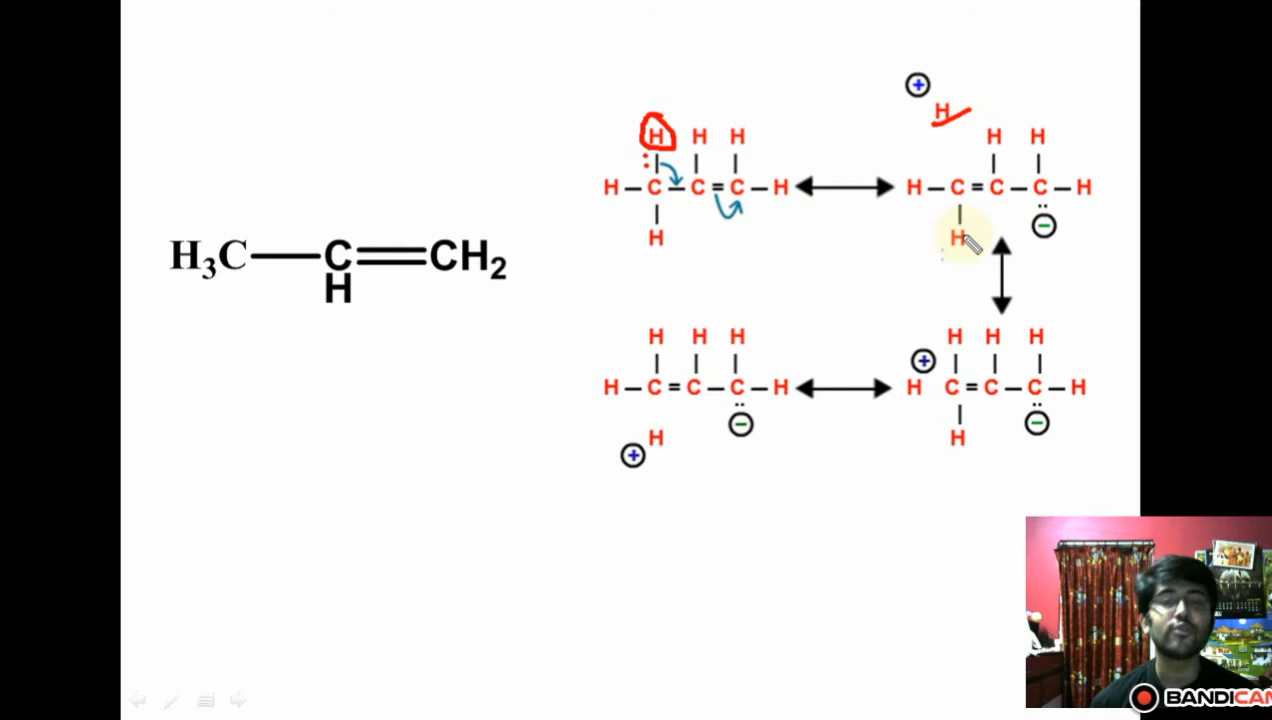 H₃C—C=CH₂
H
⊕
H
H H H
H–C–C=C–H
H
H H
H–C=C–C–H
H ⊖
H H H
H–C=C–C–H
⊖
⊕ H
⊕ H H H
H C=C–C–H
H ⊖
BANDICAM